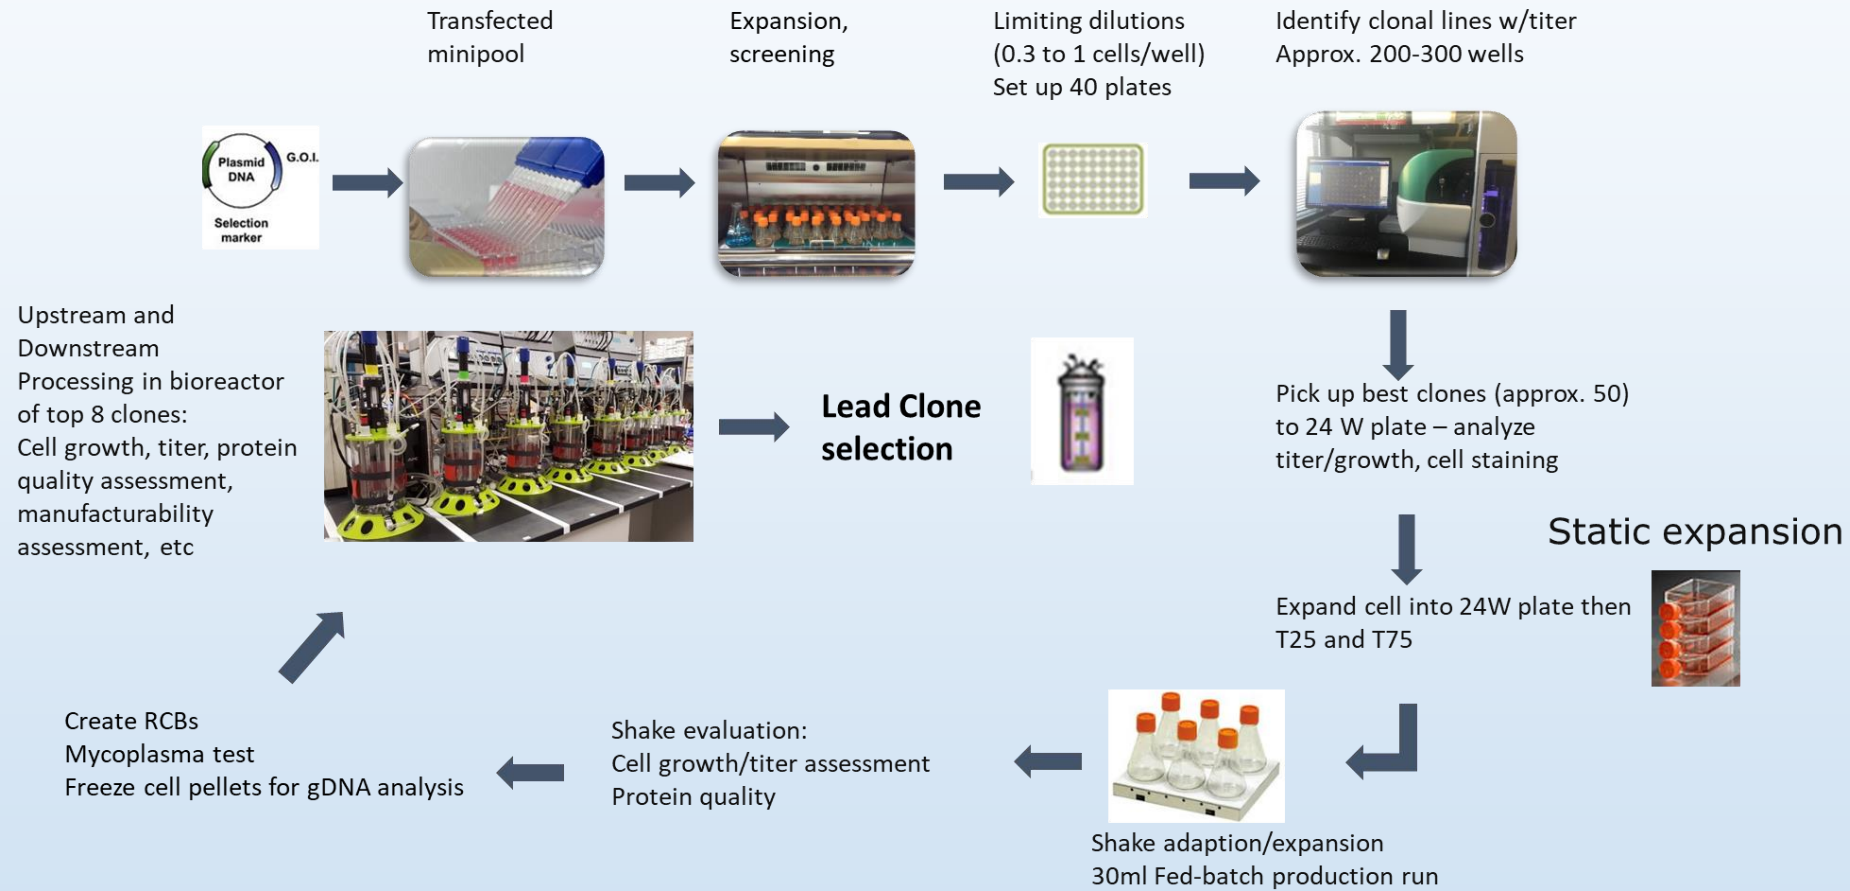 Transfected
minipool
Expansion,
screening
Limiting dilutions
(0.3 to 1 cells/well)
Set up 40 plates
Identify clonal lines w/titer
Approx. 200-300 wells
Plasmid
DNA
G.O.I.
Selection
marker
Pick up best clones (approx. 50)
to 24 W plate – analyze
titer/growth, cell staining
Static expansion
Expand cell into 24W plate then
T25 and T75
Shake adaption/expansion
30ml Fed-batch production run
Shake evaluation:
Cell growth/titer assessment
Protein quality
Create RCBs
Mycoplasma test
Freeze cell pellets for gDNA analysis
Upstream and
Downstream
Processing in bioreactor
of top 8 clones:
Cell growth, titer, protein
quality assessment,
manufacturability
assessment, etc
Lead Clone
selection